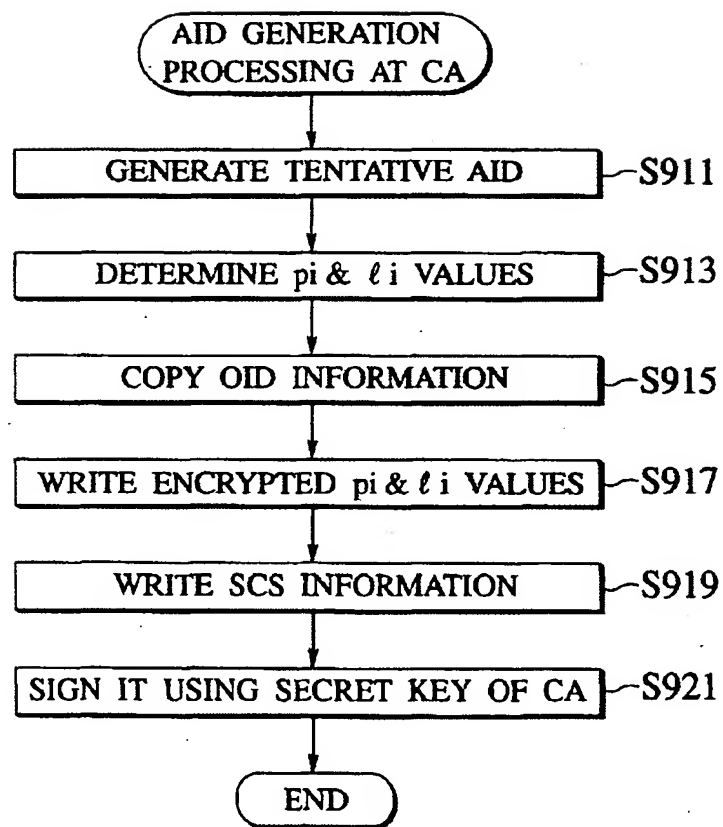 AID GENERATION
PROCESSING AT CA
GENERATE TENTATIVE AID
S911
DETERMINE pi & ℓi VALUES
S913
COPY OID INFORMATION
S915
WRITE ENCRYPTED pi & ℓi VALUES
S917
WRITE SCS INFORMATION
S919
SIGN IT USING SECRET KEY OF CA
S921
END